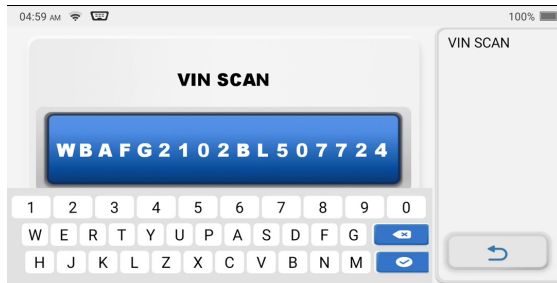 04:59 AM
100%
VIN SCAN
VIN SCAN
WBAFG2102BL507724
1 2 3 4 5 6 7 8 9 0
W E R T Y U P A S D F G
H J K L Z X C V B N M